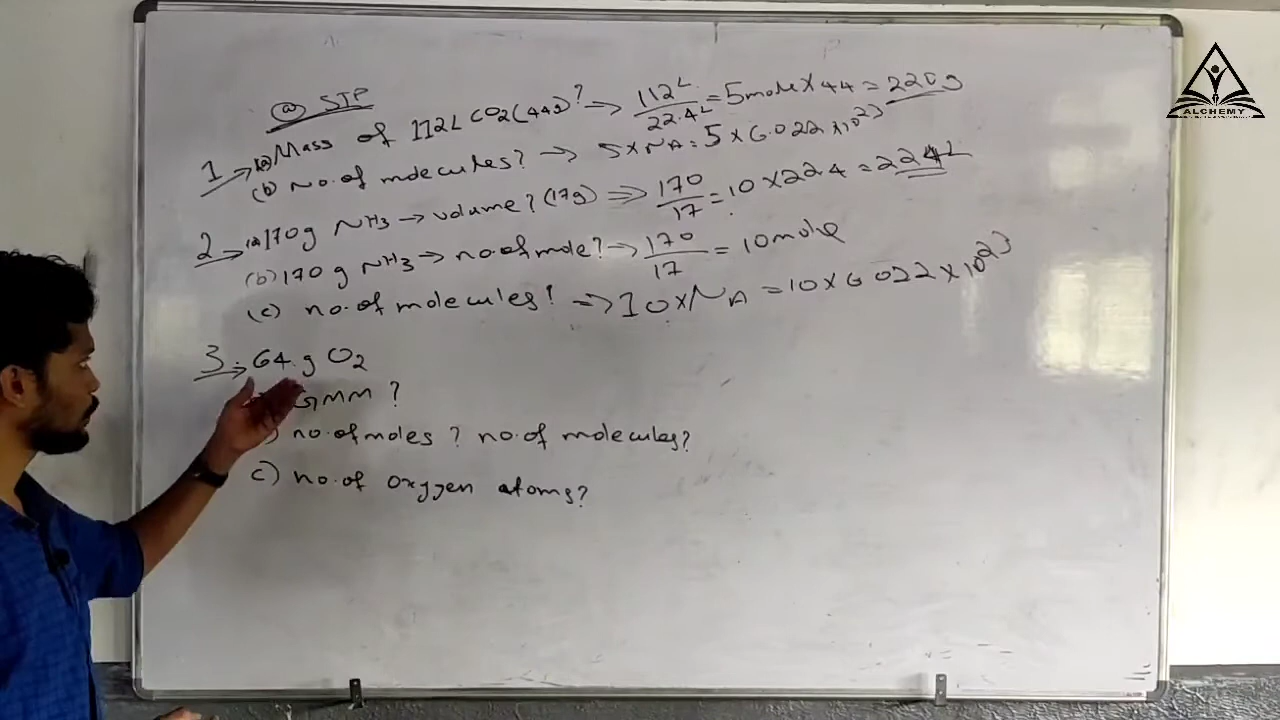 @ STP
1 → (a) Mass of 112L CO2(44g)? → 112L/22.4L = 5mole X 44 = 220g
(b) No.of molecules? → 5×NA = 5 × 6.022 × 10^23
2 → (a) 170g NH3 → volume? (17g) ⇒ 170/17 = 10 × 22.4 = 224L
(b) 170 g NH3 → no.of mole? → 170/17 = 10 mole
(c) no.of molecules! ⇒ 10×NA = 10 × 6.022 × 10^23
3. 64.g O2
GMM ?
) no.of moles ? no.of molecules?
c) no.of oxygen atoms?
ALCHEMY